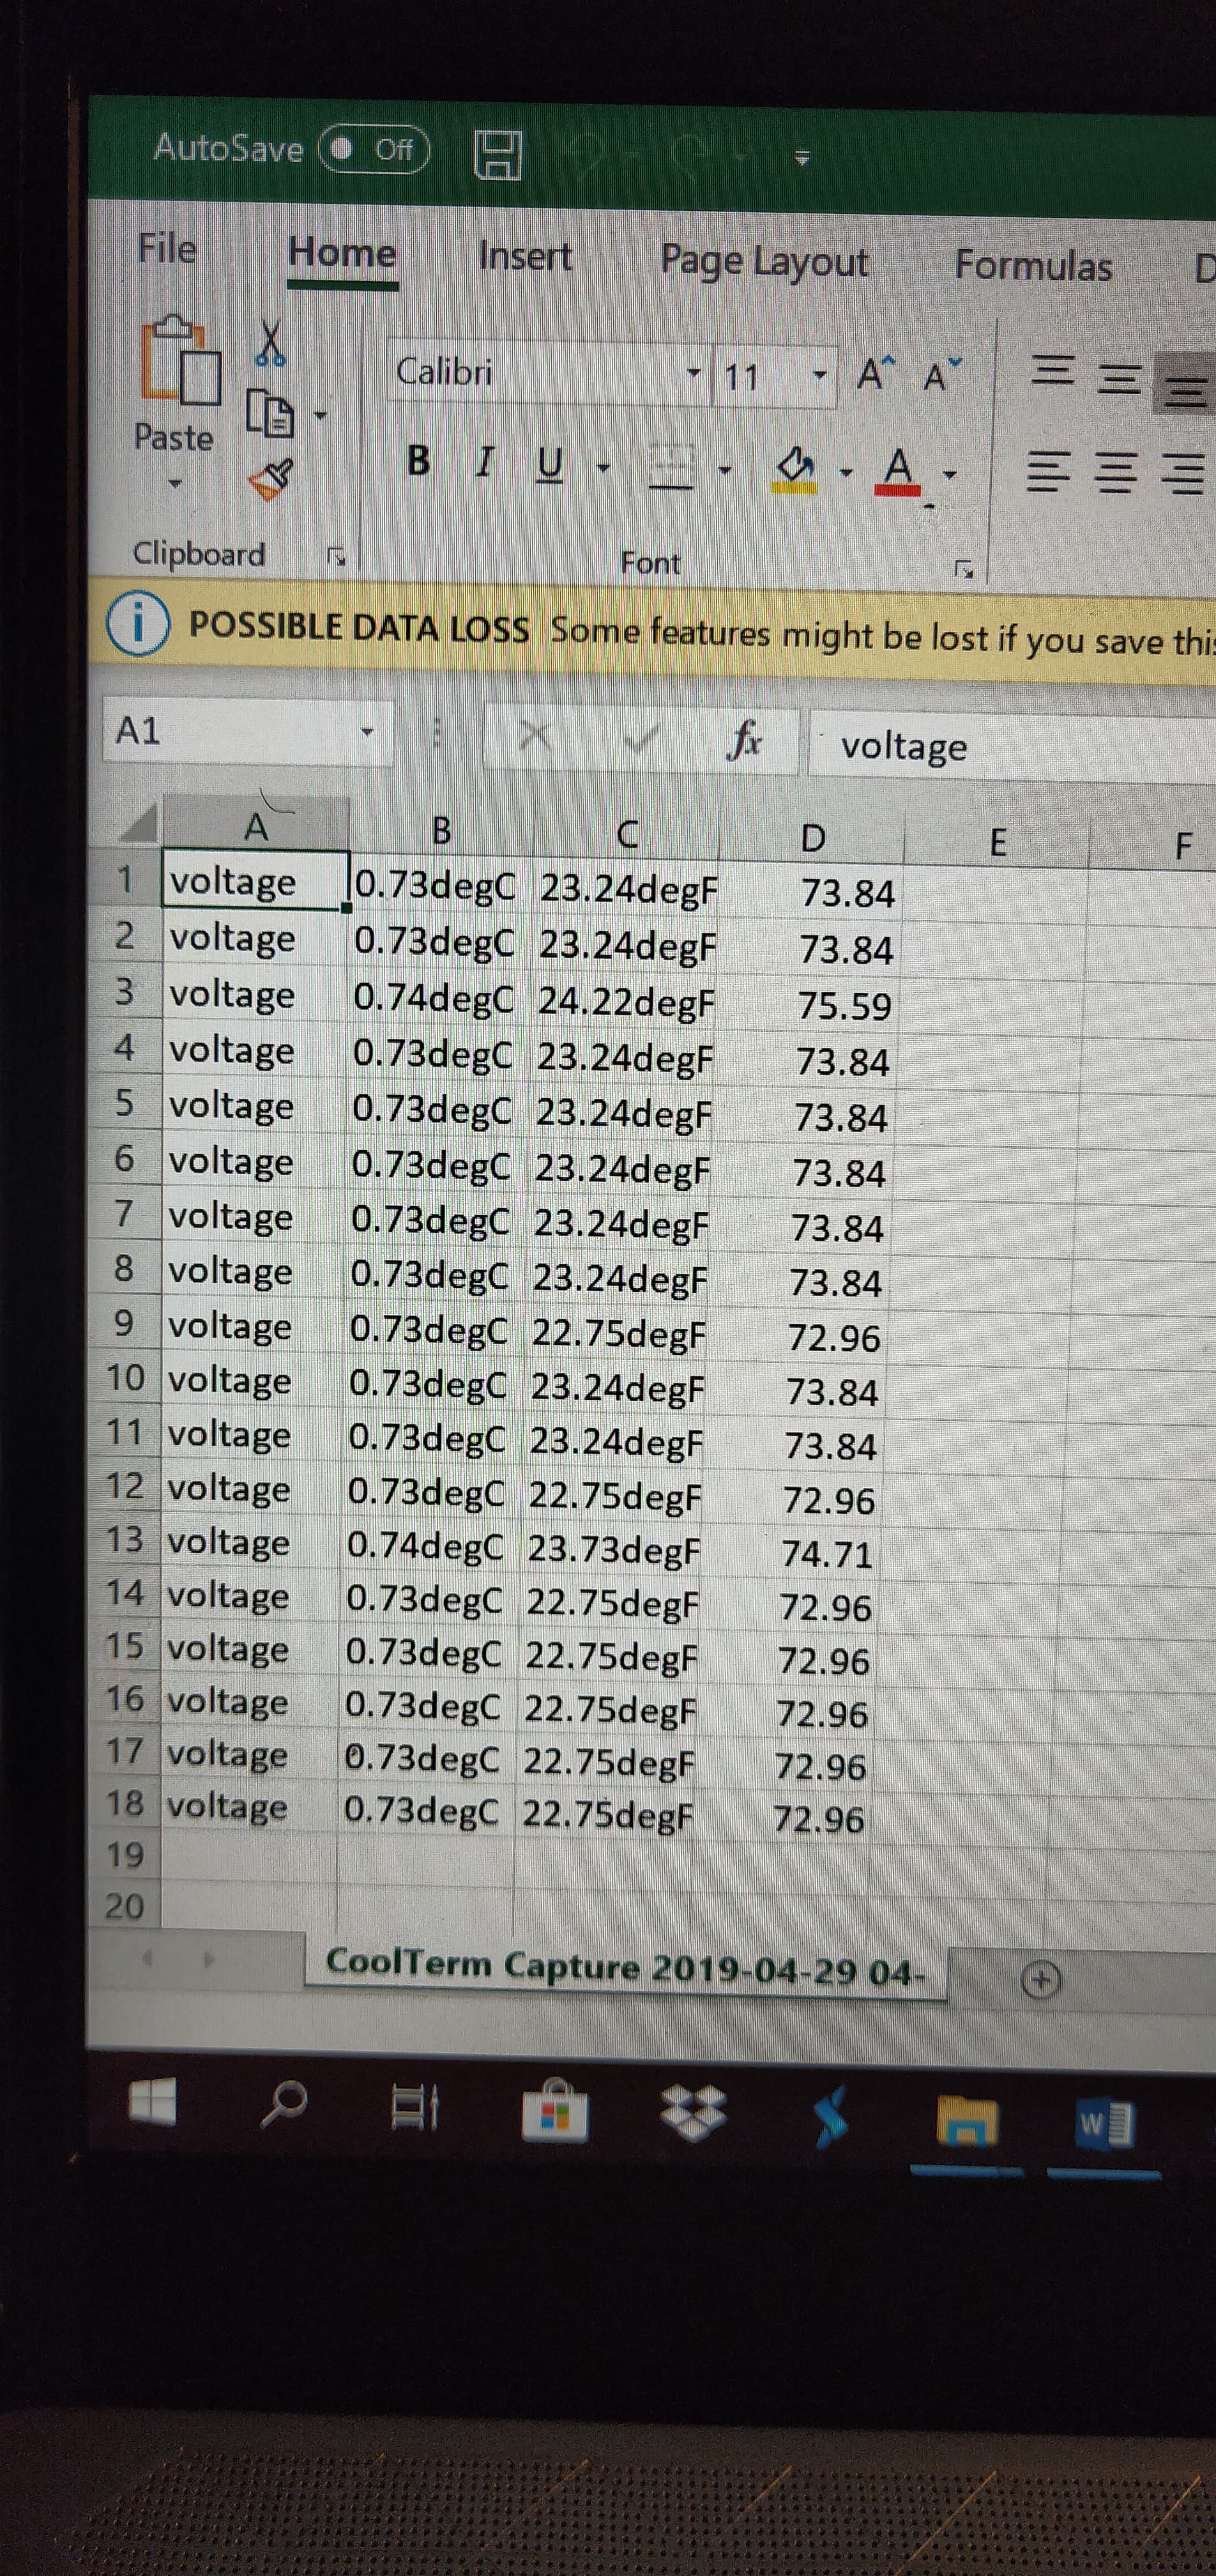 AutoSave Off
File Home Insert Page Layout Formulas D
Calibri 11 A A
Paste
B I U A
Clipboard Font
i POSSIBLE DATA LOSS Some features might be lost if you save this
A1 fx voltage
A B C D E F
1 voltage 0.73degC 23.24degF 73.84
2 voltage 0.73degC 23.24degF 73.84
3 voltage 0.74degC 24.22degF 75.59
4 voltage 0.73degC 23.24degF 73.84
5 voltage 0.73degC 23.24degF 73.84
6 voltage 0.73degC 23.24degF 73.84
7 voltage 0.73degC 23.24degF 73.84
8 voltage 0.73degC 23.24degF 73.84
9 voltage 0.73degC 22.75degF 72.96
10 voltage 0.73degC 23.24degF 73.84
11 voltage 0.73degC 23.24degF 73.84
12 voltage 0.73degC 22.75degF 72.96
13 voltage 0.74degC 23.73degF 74.71
14 voltage 0.73degC 22.75degF 72.96
15 voltage 0.73degC 22.75degF 72.96
16 voltage 0.73degC 22.75degF 72.96
17 voltage 0.73degC 22.75degF 72.96
18 voltage 0.73degC 22.75degF 72.96
19
20
CoolTerm Capture 2019-04-29 04-
W